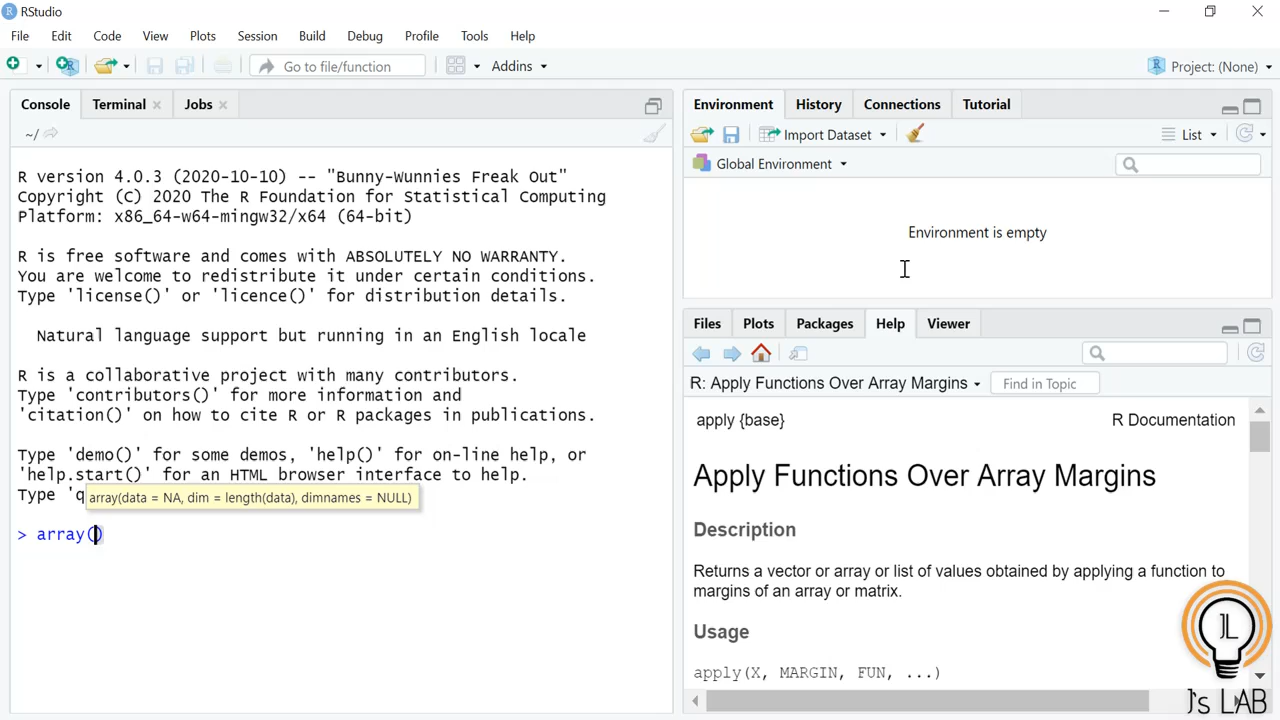 RStudio
File Edit Code View Plots Session Build Debug Profile Tools Help
Go to file/function Addins Project: (None)
Console Terminal Jobs
~/
R version 4.0.3 (2020-10-10) -- "Bunny-Wunnies Freak Out"
Copyright (C) 2020 The R Foundation for Statistical Computing
Platform: x86_64-w64-mingw32/x64 (64-bit)
R is free software and comes with ABSOLUTELY NO WARRANTY.
You are welcome to redistribute it under certain conditions.
Type 'license()' or 'licence()' for distribution details.
Natural language support but running in an English locale
R is a collaborative project with many contributors.
Type 'contributors()' for more information and
'citation()' on how to cite R or R packages in publications.
Type 'demo()' for some demos, 'help()' for on-line help, or
'help.start()' for an HTML browser interface to help.
Type 'q
array(data = NA, dim = length(data), dimnames = NULL)
> array()
Environment History Connections Tutorial
Import Dataset List
Global Environment
Environment is empty
Files Plots Packages Help Viewer
R: Apply Functions Over Array Margins Find in Topic
apply {base} R Documentation
Apply Functions Over Array Margins
Description
Returns a vector or array or list of values obtained by applying a function to
margins of an array or matrix.
Usage
apply(X, MARGIN, FUN, ...)
JL
J's LAB